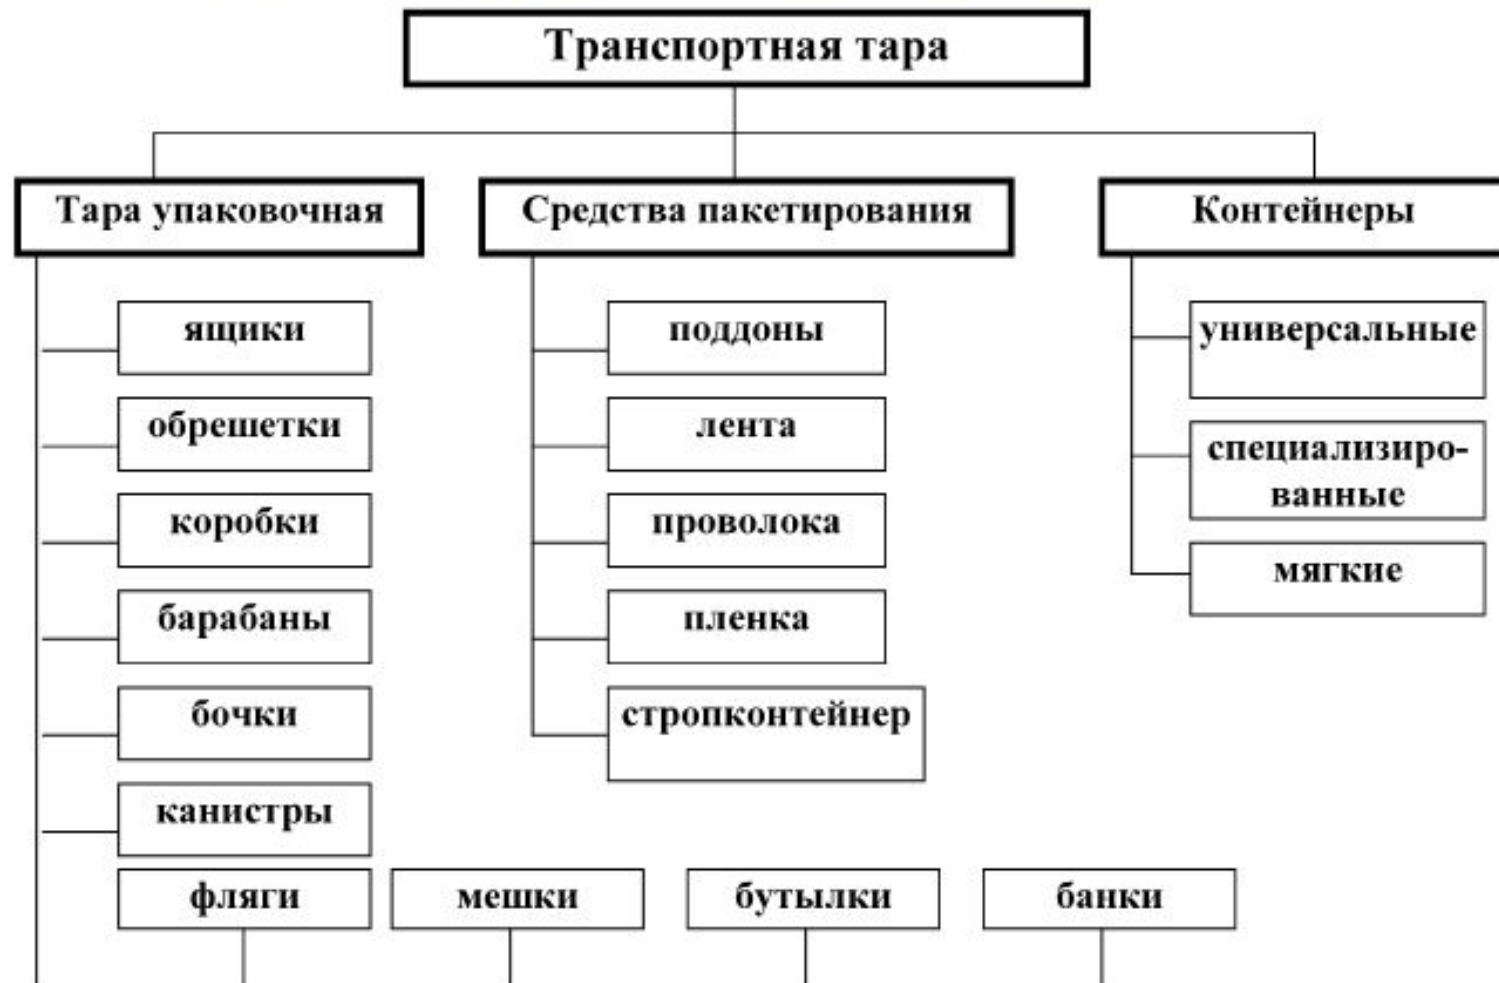 Транспортная тара
Тара упаковочная
Средства пакетирования
Контейнеры
ящики
обрешетки
коробки
барабаны
бочки
канистры
фляги
мешки
бутылки
банки
поддоны
лента
проволока
пленка
стропконтейнер
универсальные
специализиро-
ванные
мягкие